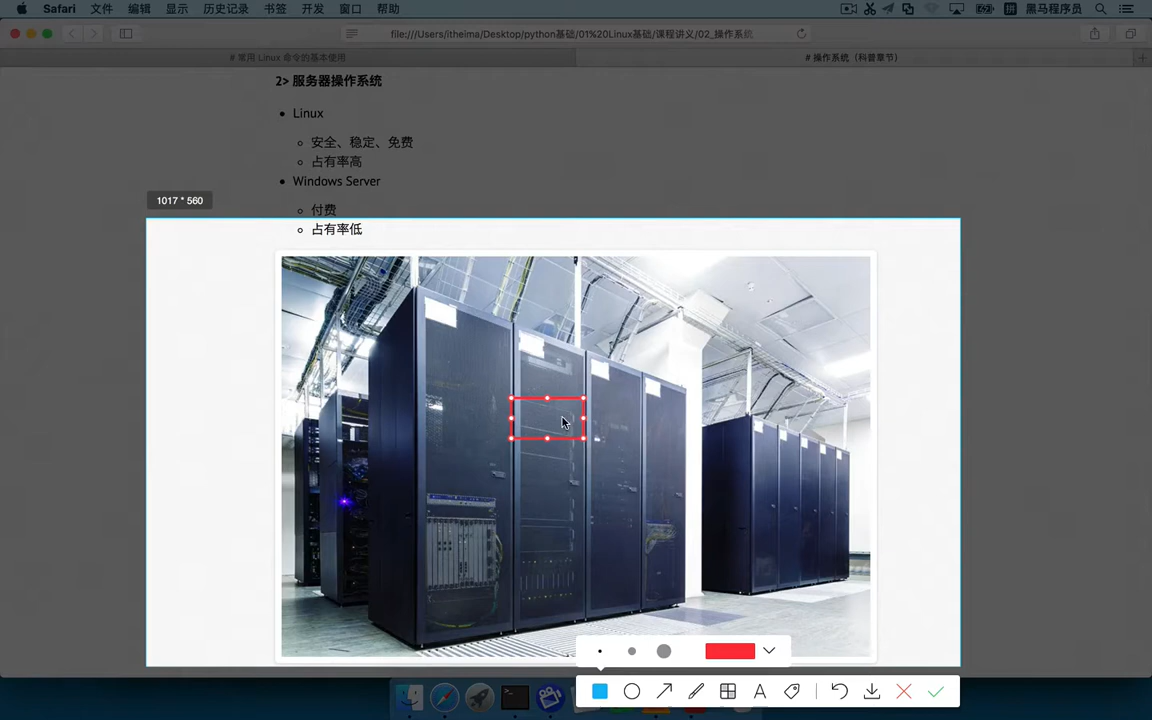 Safari 文件 编辑 显示 历史记录 书签 开发 窗口 帮助 黑马程序员
file:///Users/itheima/Desktop/python基础/01%20Linux基础/课程讲义/02_操作系统
# 常用 Linux 命令的基本使用 # 操作系统（科普章节）
2> 服务器操作系统
Linux
安全、稳定、免费
占有率高
Windows Server
付费
占有率低
1017 * 560
A